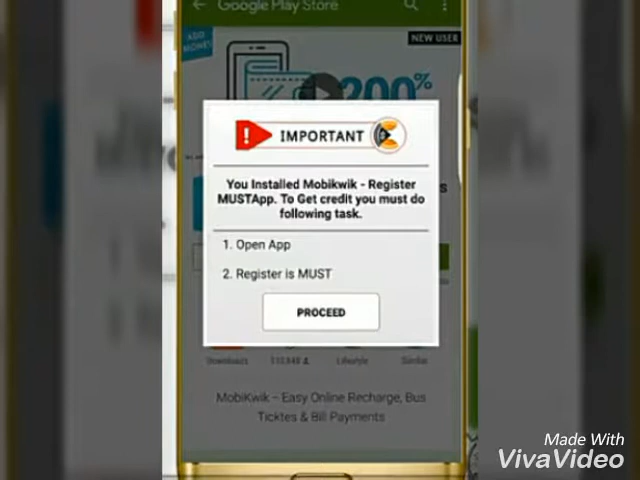 Google Play Store
ADD
MONEY
NEW USER
200%
IMPORTANT
You Installed Mobikwik - Register
MUSTApp. To Get credit you must do
following task.
1. Open App
2. Register is MUST
PROCEED
Downloads
Lifestyle
Similar
MobiKwik – Easy Online Recharge, Bus
Ticktes & Bill Payments
Made With
VivaVideo